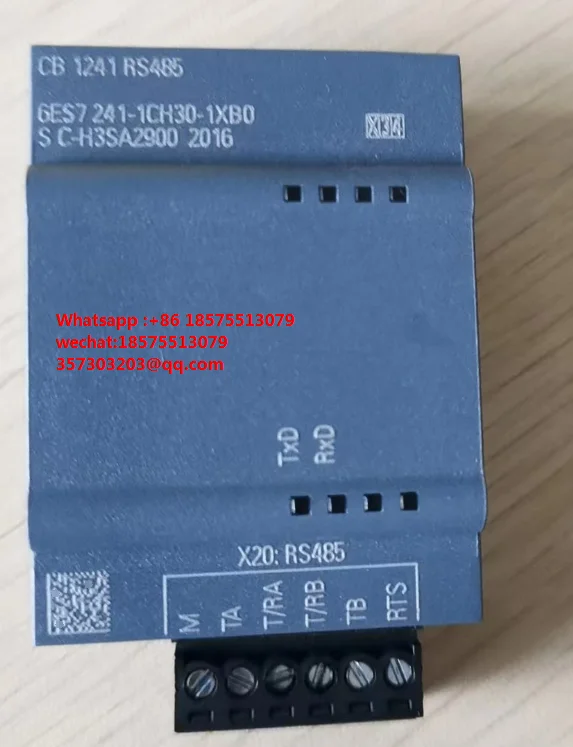 CB 1241 RS485
6ES7 241-1CH30-1XB0
S C-H3SA2900 2016
X34
Whatsapp :+86 18575513079
wechat:18575513079
357303203@qq.com
TxD
RxD
X20: RS485
M
TA
T/RA
T/RB
TB
RTS